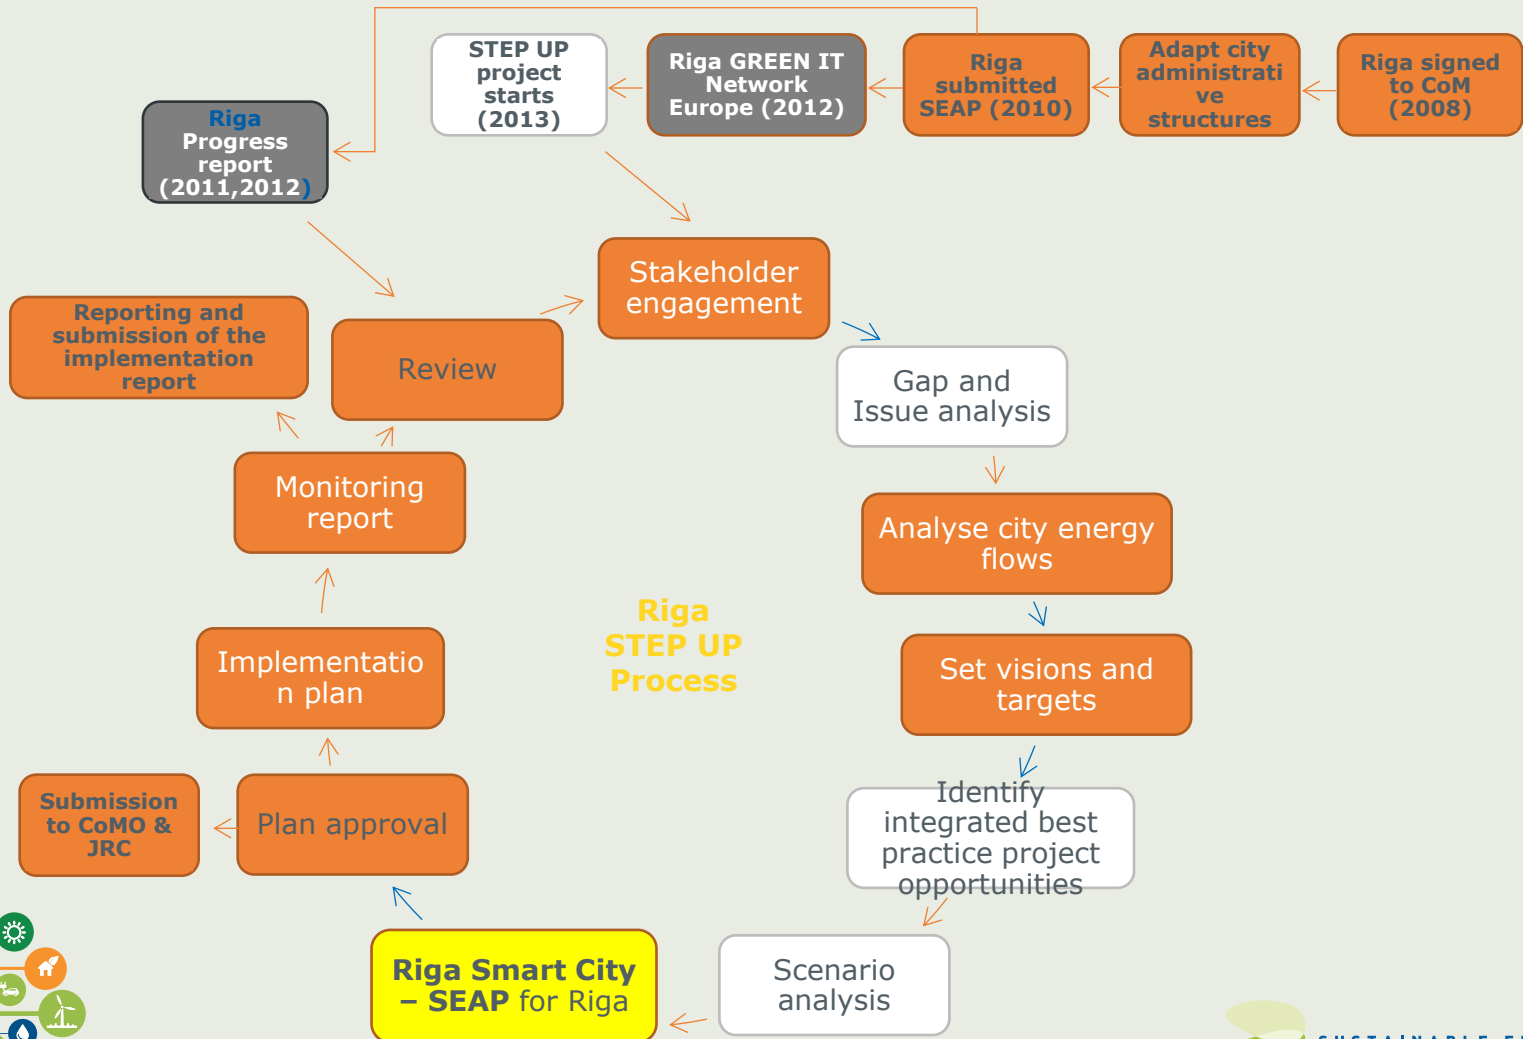 STEP UP
project
starts
(2013)
Riga GREEN IT
Network
Europe (2012)
Riga
submitted
SEAP (2010)
Adapt city
administrati
ve
structures
Riga signed
to CoM
(2008)
Riga
Progress
report
(2011,2012)
Stakeholder
engagement
Reporting and
submission of the
implementation
report
Review
Gap and
Issue analysis
Monitoring
report
Analyse city energy
flows
Riga
STEP UP
Process
Implementatio
n plan
Set visions and
targets
Submission
to CoMO &
JRC
Plan approval
Identify
integrated best
practice project
opportunities
Riga Smart City
– SEAP for Riga
Scenario
analysis